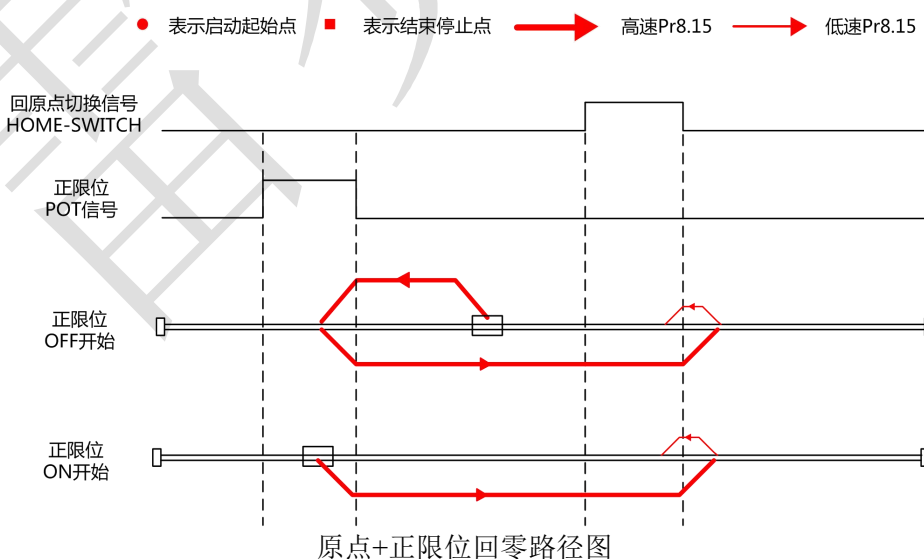 表示启动起始点 表示结束停止点 高速Pr8.15 低速Pr8.15
回原点切换信号
HOME-SWITCH
正限位
POT信号
正限位
OFF开始
正限位
ON开始
原点+正限位回零路径图